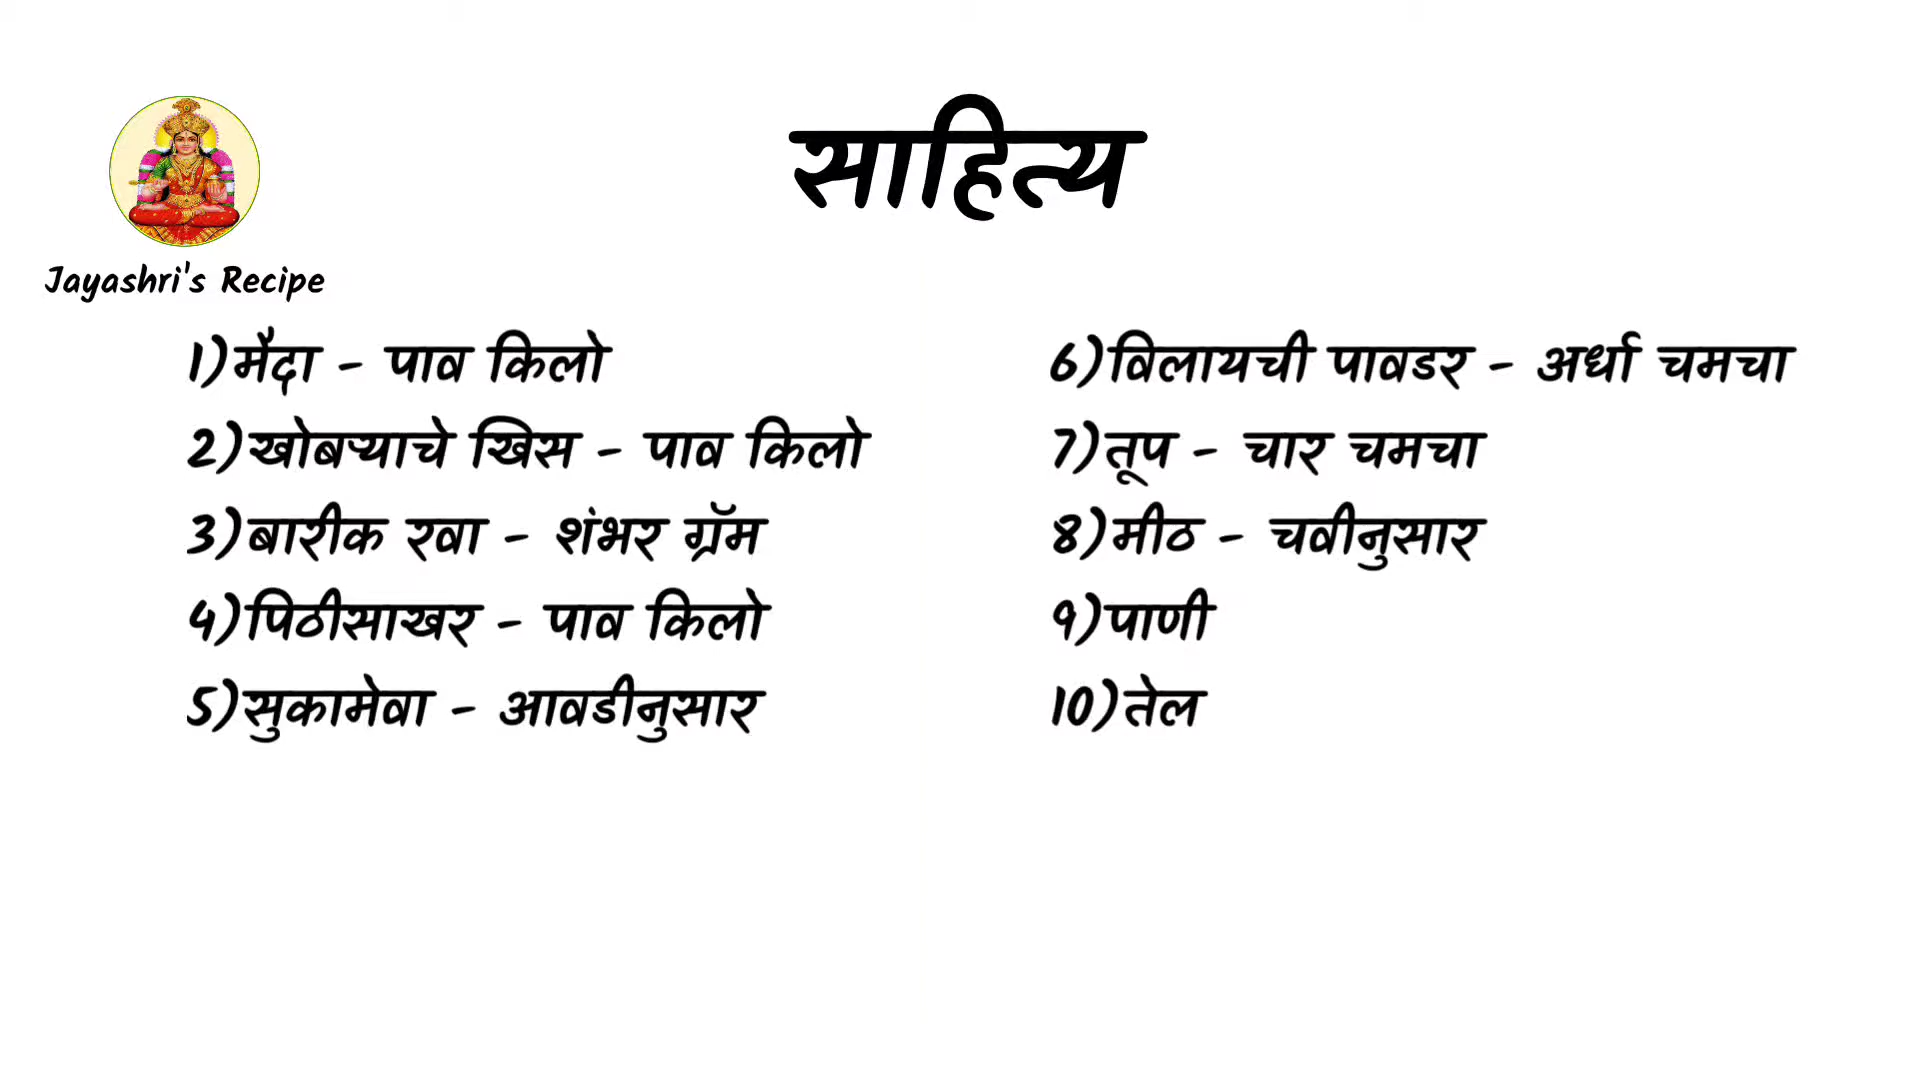 साहित्य
Jayashri's Recipe
1)मैदा - पाव किलो
2)खोबऱ्याचे खिस - पाव किलो
3)बारीक रवा - शंभर ग्रॅम
4)पिठीसाखर - पाव किलो
5)सुकामेवा - आवडीनुसार
6)विलायची पावडर - अर्धा चमचा
7)तूप - चार चमचा
8)मीठ - चवीनुसार
9)पाणी
10)तेल